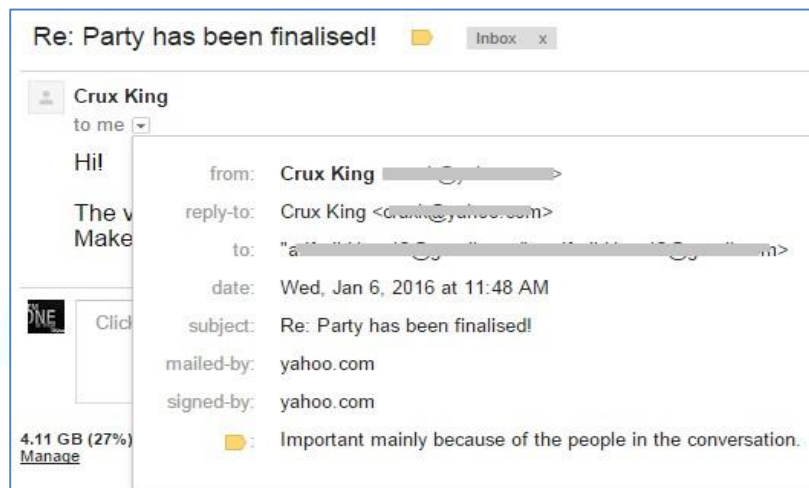 Re: Party has been finalised! Inbox x
Crux King
to me
Hi!
The
Make
from: Crux King
reply-to: Crux King
to:
date: Wed, Jan 6, 2016 at 11:48 AM
subject: Re: Party has been finalised!
mailed-by: yahoo.com
signed-by: yahoo.com
Important mainly because of the people in the conversation.
ONE
Clic
4.11 GB (27%)
Manage